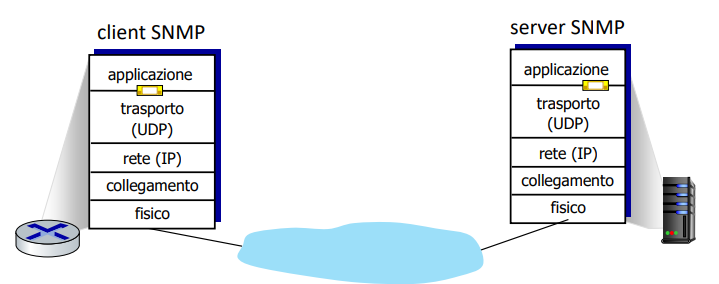 client SNMP
applicazione
trasporto
(UDP)
rete (IP)
collegamento
fisico
server SNMP
applicazione
trasporto
(UDP)
rete (IP)
collegamento
fisico